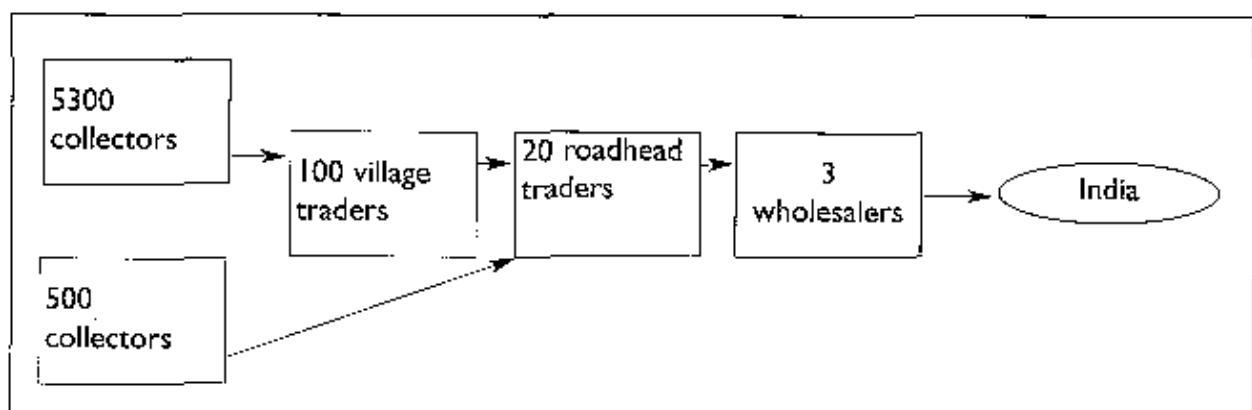 5300
collectors
100 village
traders
20 roadhead
traders
3
wholesalers
India
500
collectors